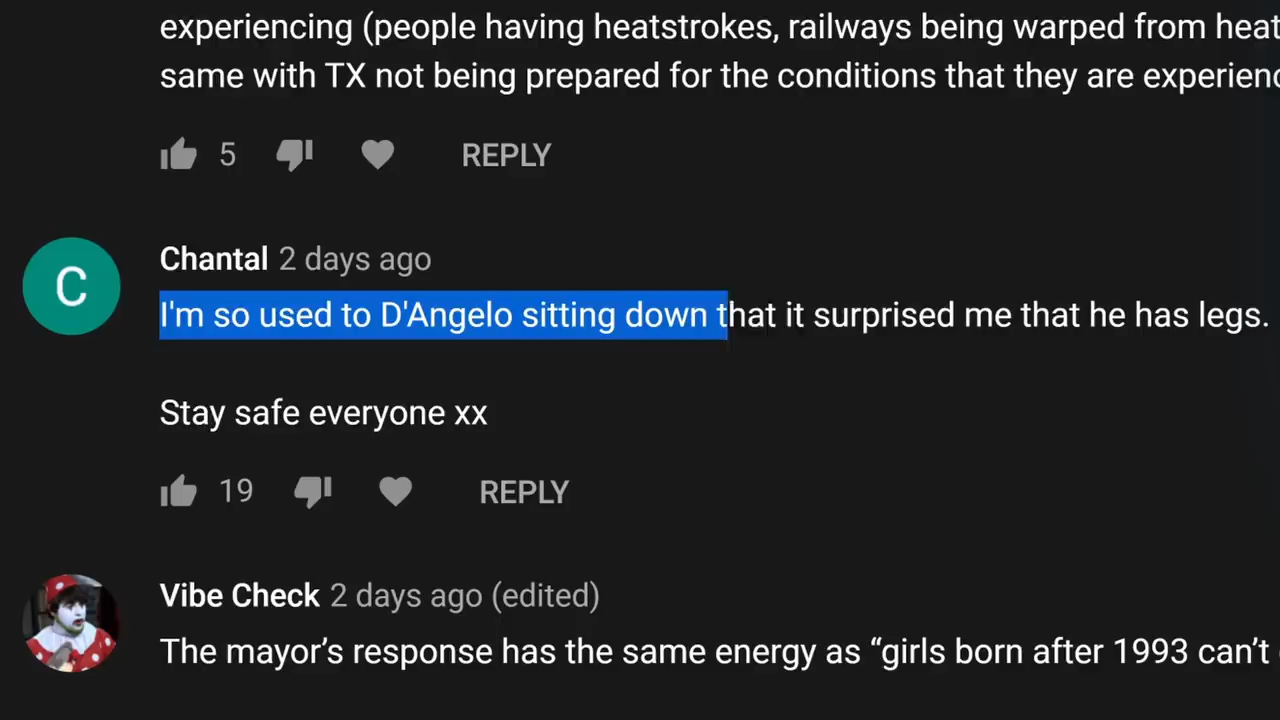 experiencing (people having heatstrokes, railways being warped from heat
same with TX not being prepared for the conditions that they are experienc
5 REPLY
C
Chantal 2 days ago
I'm so used to D'Angelo sitting down that it surprised me that he has legs.
Stay safe everyone xx
19 REPLY
Vibe Check 2 days ago (edited)
The mayor’s response has the same energy as “girls born after 1993 can’t